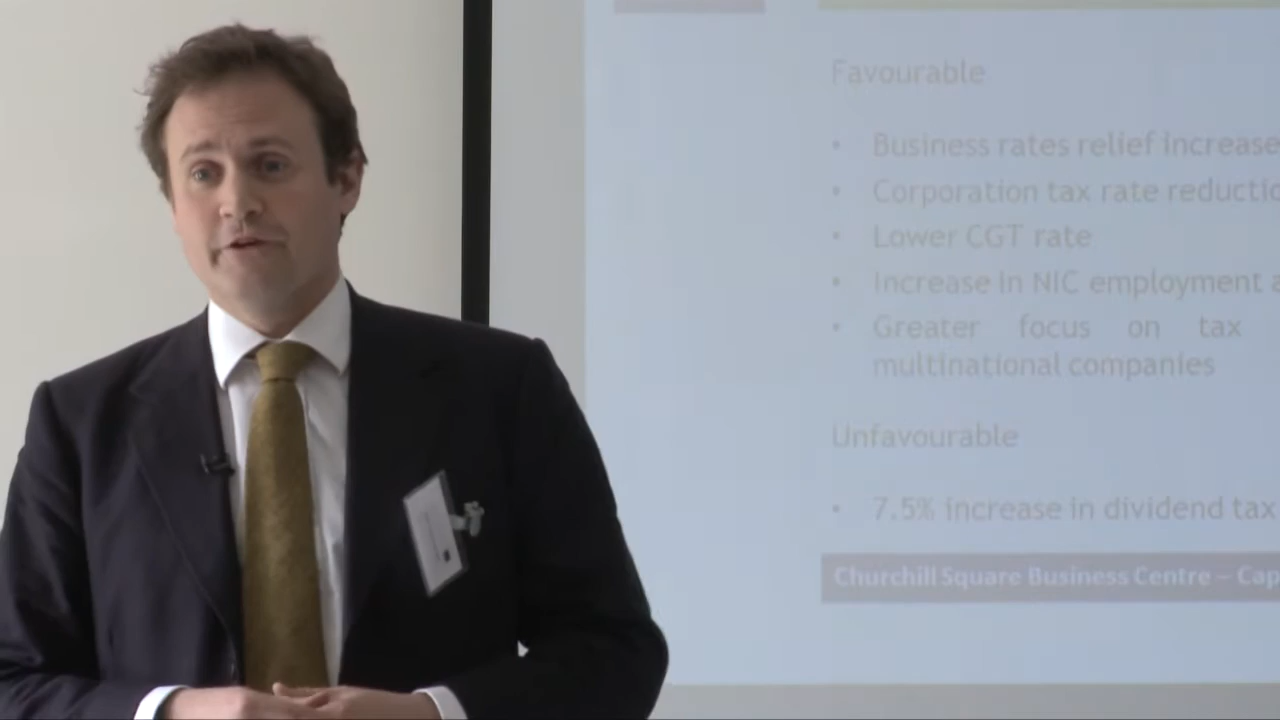 Favourable
• Business rates relief increase
• Corporation tax rate reductio
• Lower CGT rate
• Increase in NIC employment a
• Greater focus on tax
multinational companies
Unfavourable
• 7.5% increase in dividend tax
Churchill Square Business Centre – Cap